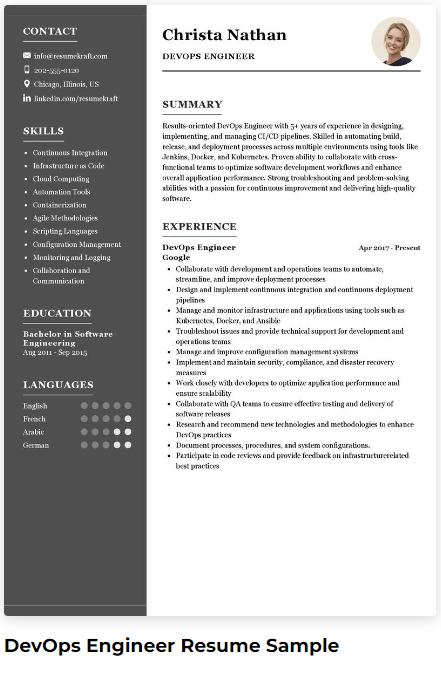 CONTACT
info@resumekraft.com
202-555-0120
Chicago, Illinois, US
linkedin.com/resumekraft
SKILLS
Continuous Integration
Infrastructure as Code
Cloud Computing
Automation Tools
Containerization
Agile Methodologies
Scripting Languages
Configuration Management
Monitoring and Logging
Collaboration and
Communication
EDUCATION
Bachelor in Software
Engineering
Aug 2011 - Sep 2015
LANGUAGES
English
French
Arabic
German
Christa Nathan
DEVOPS ENGINEER
SUMMARY
Results-oriented DevOps Engineer with 5+ years of experience in designing,
implementing, and managing CI/CD pipelines. Skilled in automating build,
release, and deployment processes across multiple environments using tools like
Jenkins, Docker, and Kubernetes. Proven ability to collaborate with cross-
functional teams to optimize software development workflows and enhance
overall application performance. Strong troubleshooting and problem-solving
abilities with a passion for continuous improvement and delivering high-quality
software.
EXPERIENCE
DevOps Engineer Apr 2017 - Present
Google
Collaborate with development and operations teams to automate,
streamline, and improve deployment processes
Design and implement continuous integration and continuous deployment
pipelines
Manage and monitor infrastructure and applications using tools such as
Kubernetes, Docker, and Ansible
Troubleshoot issues and provide technical support for development and
operations teams
Manage and improve configuration management systems
Implement and maintain security, compliance, and disaster recovery
measures
Work closely with developers to optimize application performance and
ensure scalability
Collaborate with QA teams to ensure effective testing and delivery of
software releases
Research and recommend new technologies and methodologies to enhance
DevOps practices
Document processes, procedures, and system configurations.
Participate in code reviews and provide feedback on infrastructurerelated
best practices
DevOps Engineer Resume Sample